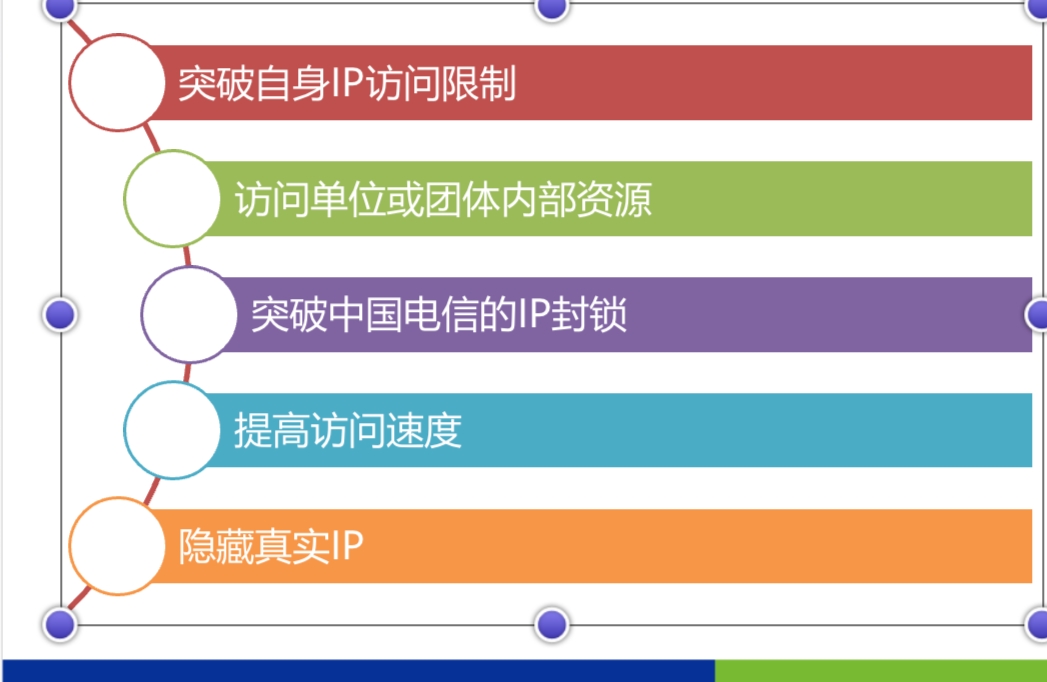 突破自身IP访问限制
访问单位或团体内部资源
突破中国电信的IP封锁
提高访问速度
隐藏真实IP